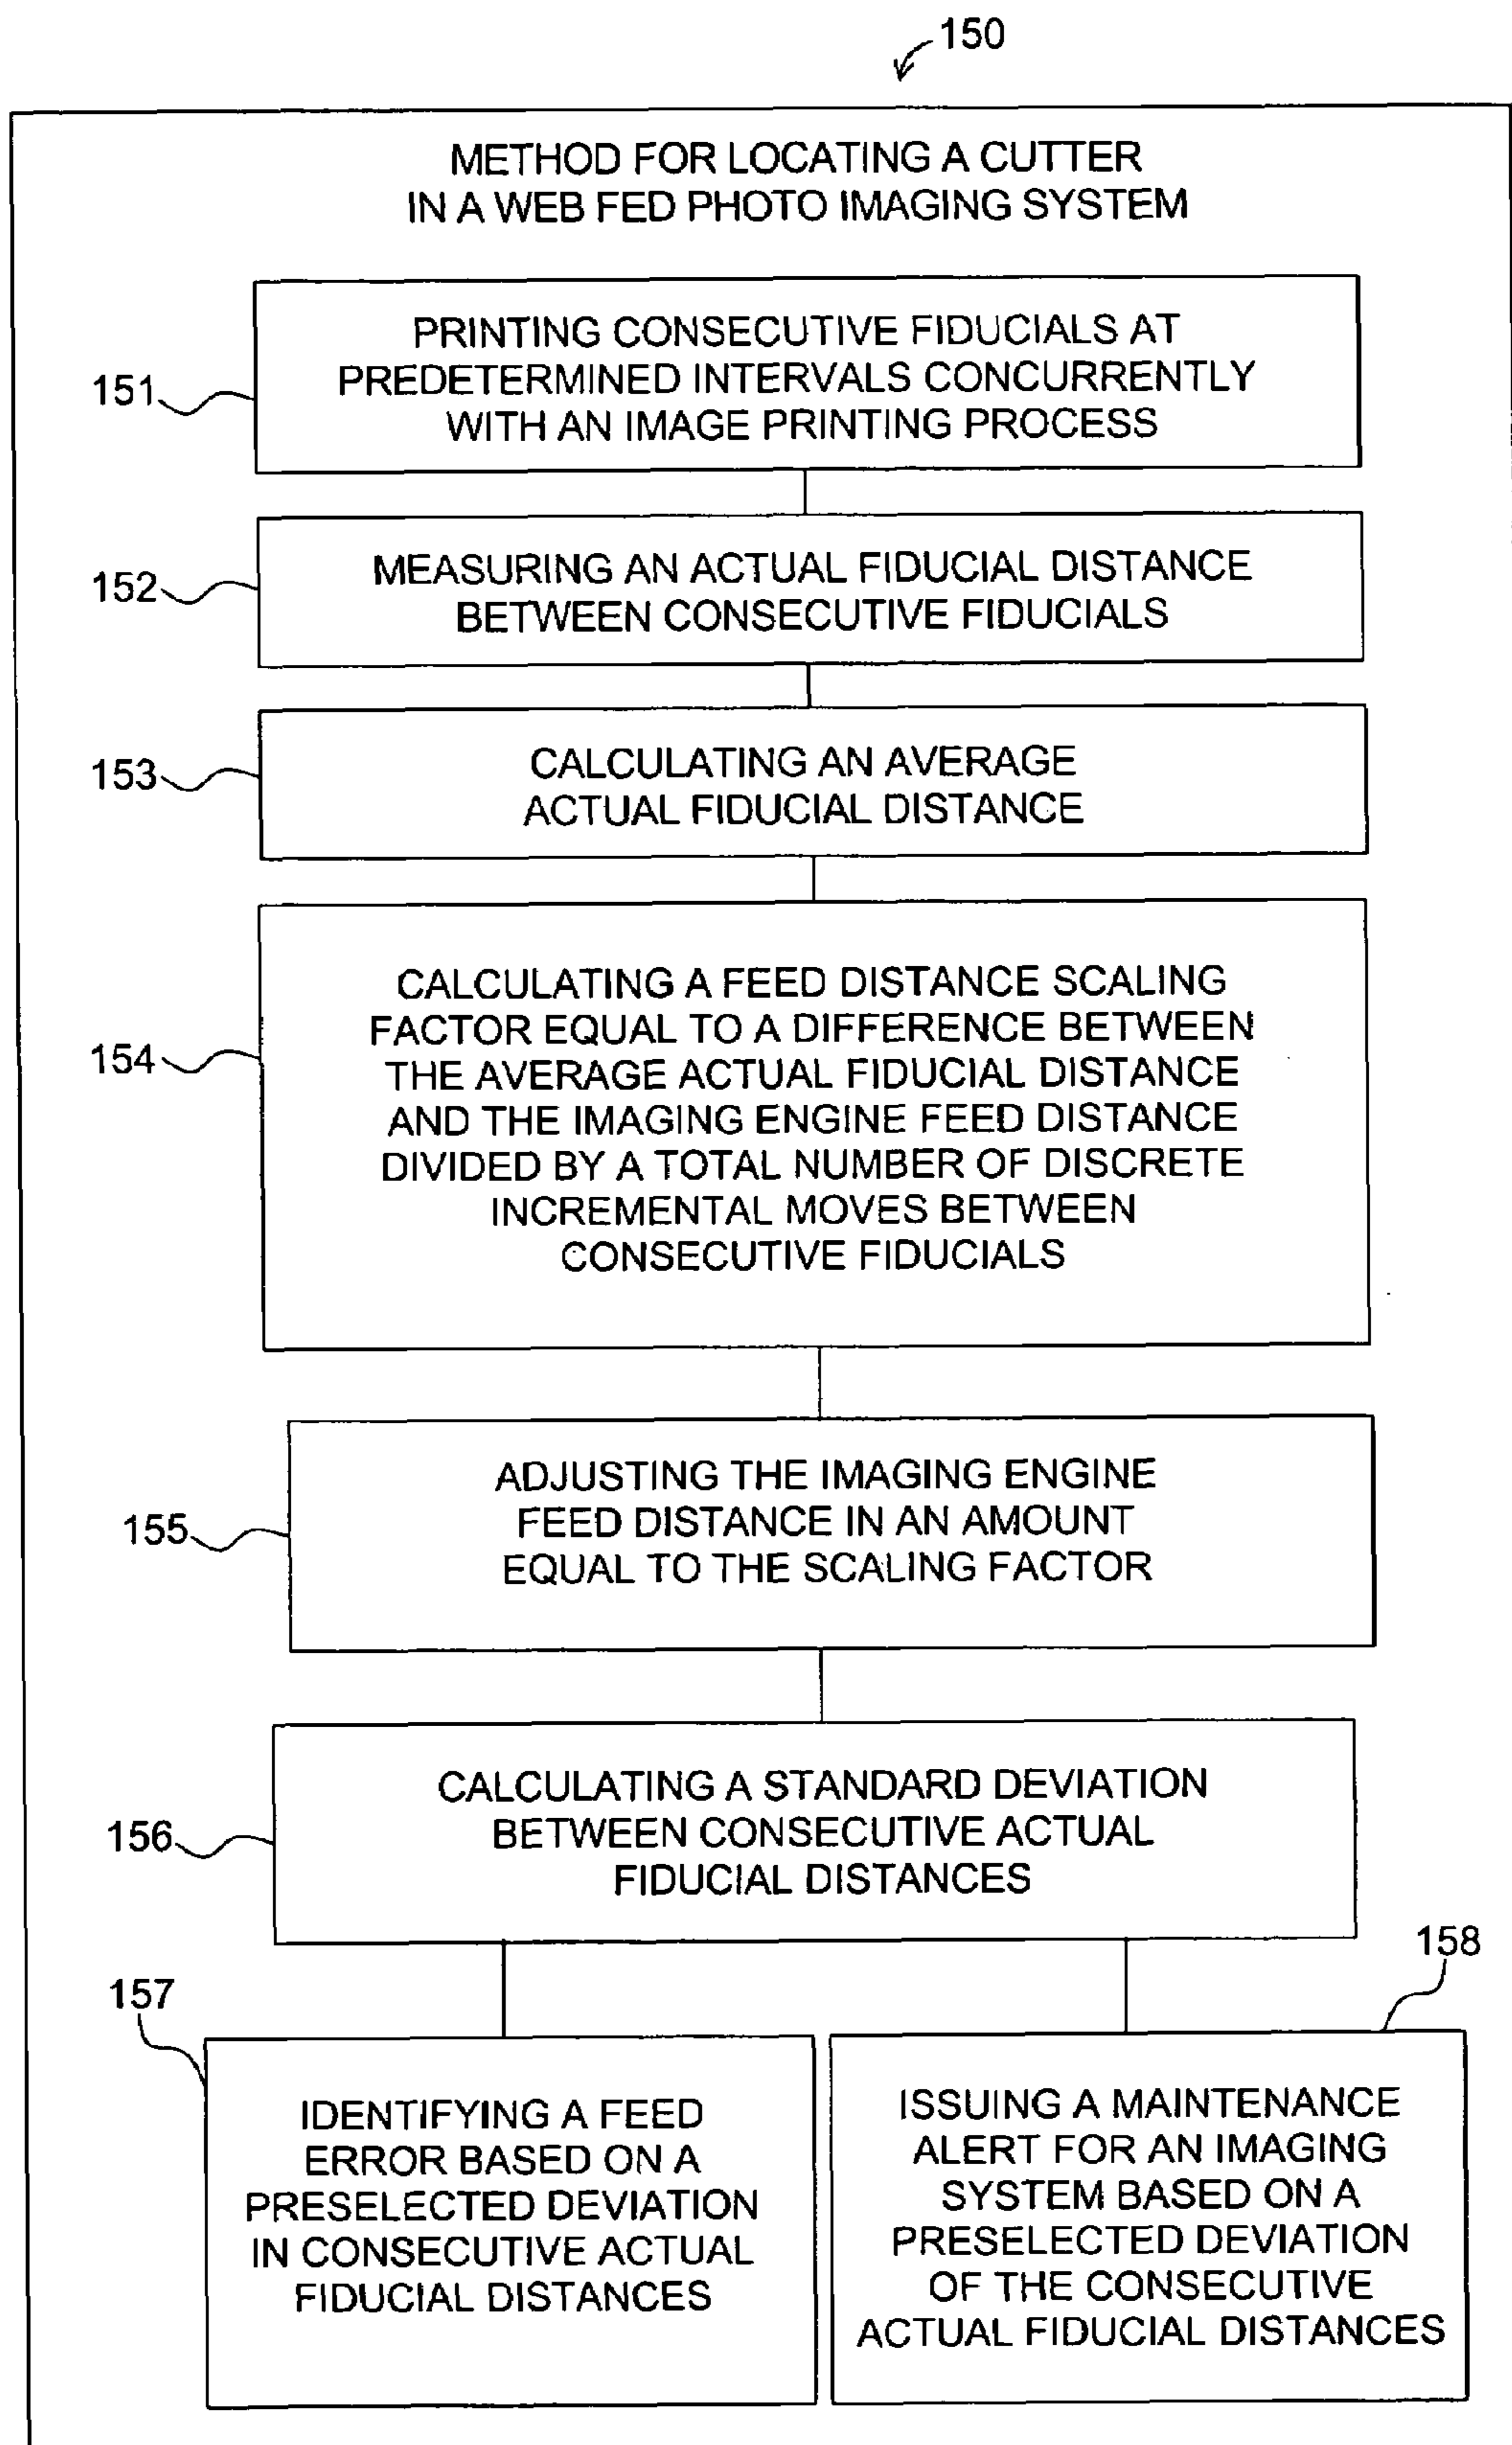 150
METHOD FOR LOCATING A CUTTER
IN A WEB FED PHOTO IMAGING SYSTEM
151
PRINTING CONSECUTIVE FIDUCIALS AT
PREDETERMINED INTERVALS CONCURRENTLY
WITH AN IMAGE PRINTING PROCESS
152
MEASURING AN ACTUAL FIDUCIAL DISTANCE
BETWEEN CONSECUTIVE FIDUCIALS
153
CALCULATING AN AVERAGE
ACTUAL FIDUCIAL DISTANCE
154
CALCULATING A FEED DISTANCE SCALING
FACTOR EQUAL TO A DIFFERENCE BETWEEN
THE AVERAGE ACTUAL FIDUCIAL DISTANCE
AND THE IMAGING ENGINE FEED DISTANCE
DIVIDED BY A TOTAL NUMBER OF DISCRETE
INCREMENTAL MOVES BETWEEN
CONSECUTIVE FIDUCIALS
155
ADJUSTING THE IMAGING ENGINE
FEED DISTANCE IN AN AMOUNT
EQUAL TO THE SCALING FACTOR
156
CALCULATING A STANDARD DEVIATION
BETWEEN CONSECUTIVE ACTUAL
FIDUCIAL DISTANCES
157
IDENTIFYING A FEED
ERROR BASED ON A
PRESELECTED DEVIATION
IN CONSECUTIVE ACTUAL
FIDUCIAL DISTANCES
158
ISSUING A MAINTENANCE
ALERT FOR AN IMAGING
SYSTEM BASED ON A
PRESELECTED DEVIATION
OF THE CONSECUTIVE
ACTUAL FIDUCIAL DISTANCES